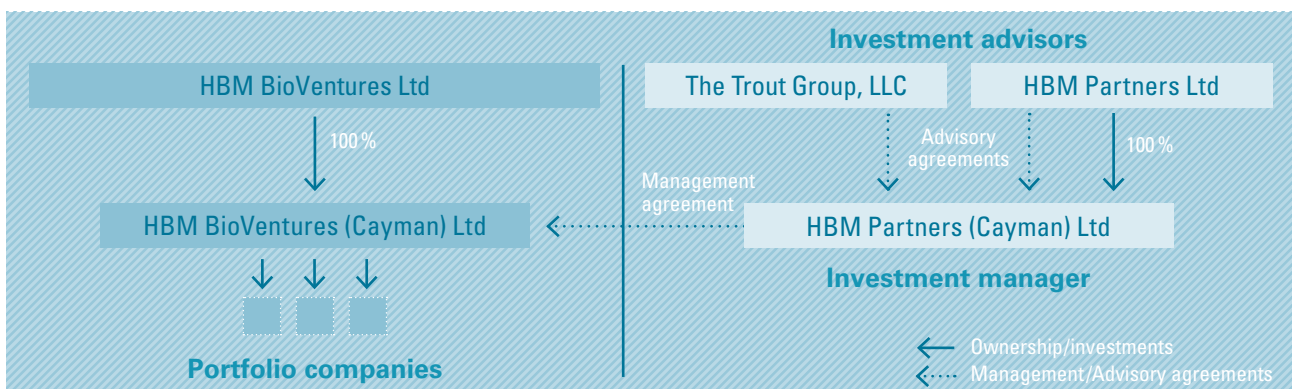 Investment advisors
HBM BioVentures Ltd
The Trout Group, LLC
HBM Partners Ltd
100 %
Advisory
agreements
100 %
Management
agreement
HBM BioVentures (Cayman) Ltd
HBM Partners (Cayman) Ltd
Investment manager
Portfolio companies
Ownership/investments
Management/Advisory agreements